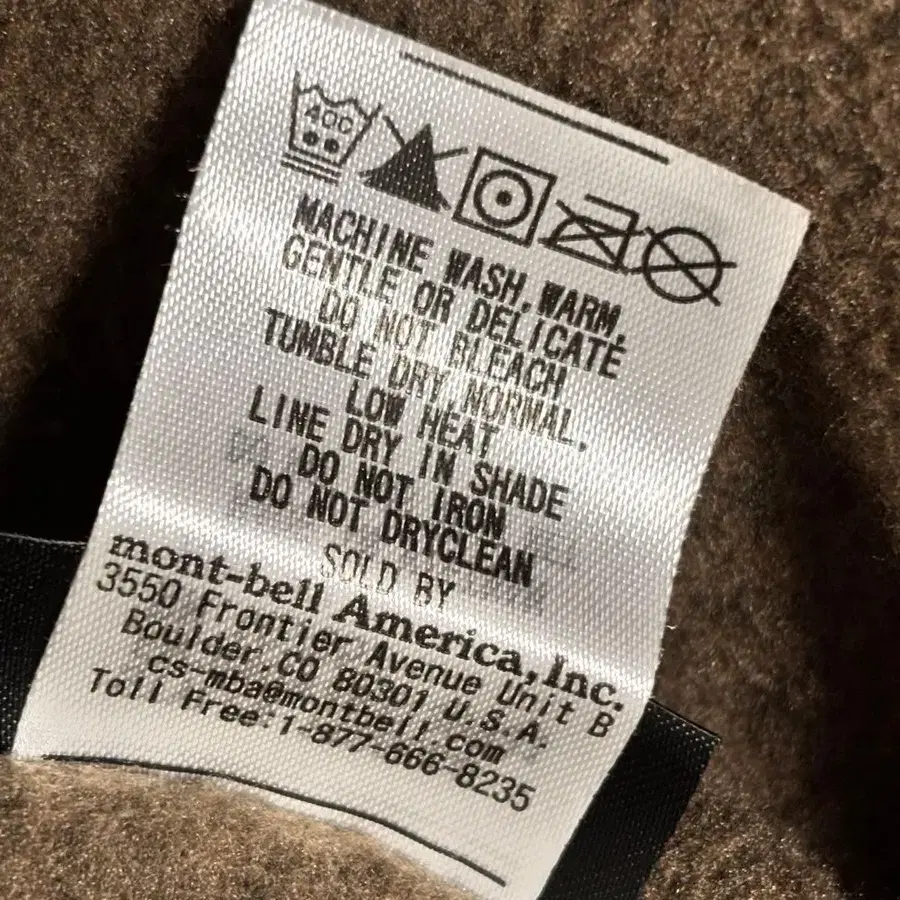 40C
MACHINE WASH,WARM,
GENTLE OR DELICATE
DO NOT BLEACH
TUMBLE DRY NORMAL,
LOW HEAT
LINE DRY IN SHADE
DO NOT IRON
DO NOT DRYCLEAN
SOLD BY
mont-bell America,Inc.
3550 Frontier Avenue Unit B
Boulder,CO 80301 U.S.A.
cs-mba@montbell.com
Toll Free:1-877-666-8235